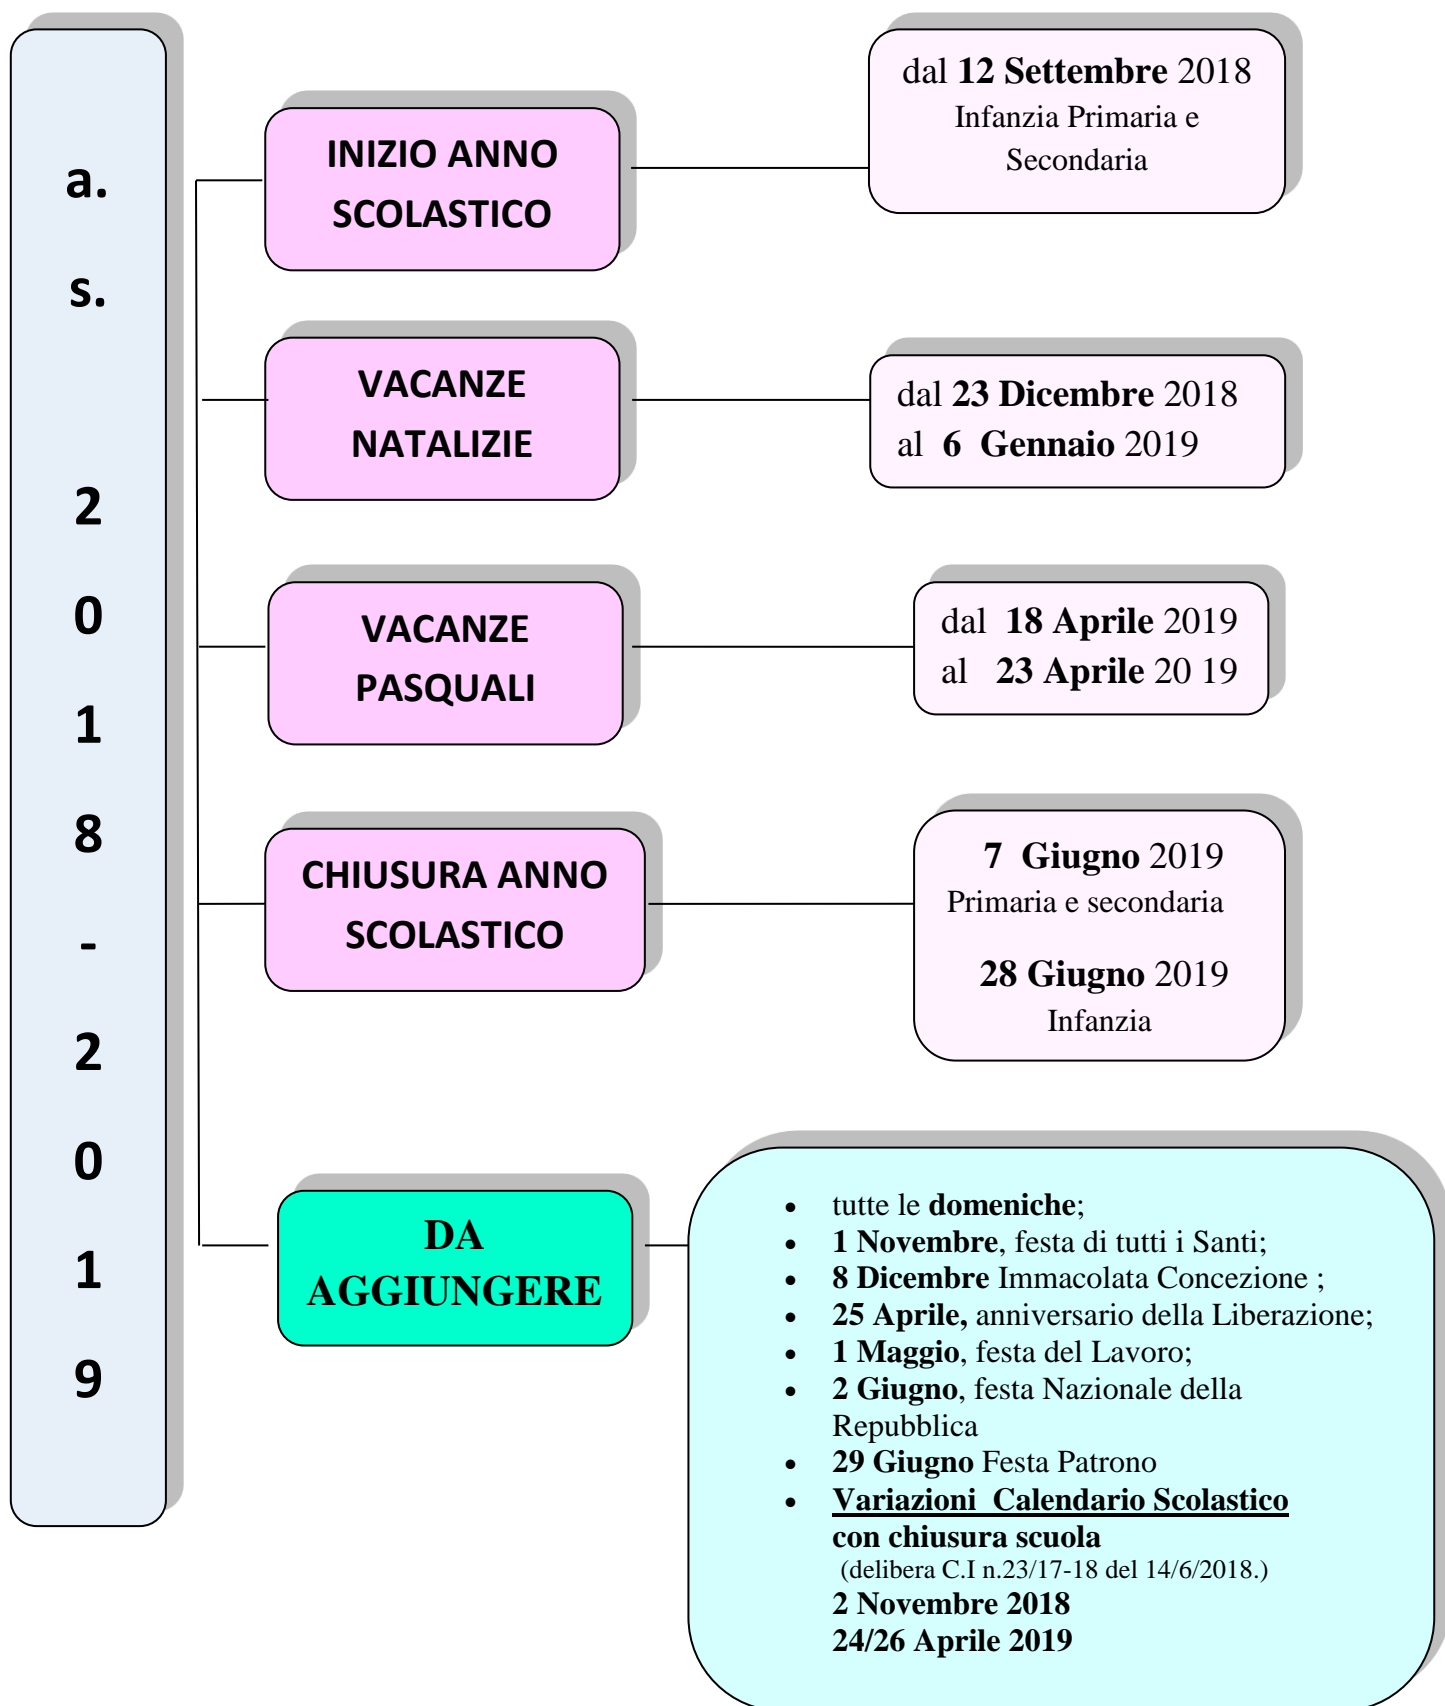 a.
s.
2
0
1
8
-
2
0
1
9
INIZIO ANNO
SCOLASTICO
dal 12 Settembre 2018
Infanzia Primaria e
Secondaria
VACANZE
NATALIZIE
dal 23 Dicembre 2018
al 6 Gennaio 2019
VACANZE
PASQUALI
dal 18 Aprile 2019
al 23 Aprile 20 19
CHIUSURA ANNO
SCOLASTICO
7 Giugno 2019
Primaria e secondaria
28 Giugno 2019
Infanzia
DA
AGGIUNGERE
• tutte le domeniche;
• 1 Novembre, festa di tutti i Santi;
• 8 Dicembre Immacolata Concezione ;
• 25 Aprile, anniversario della Liberazione;
• 1 Maggio, festa del Lavoro;
• 2 Giugno, festa Nazionale della
Repubblica
• 29 Giugno Festa Patrono
• Variazioni Calendario Scolastico
con chiusura scuola
(delibera C.I n.23/17-18 del 14/6/2018.)
2 Novembre 2018
24/26 Aprile 2019